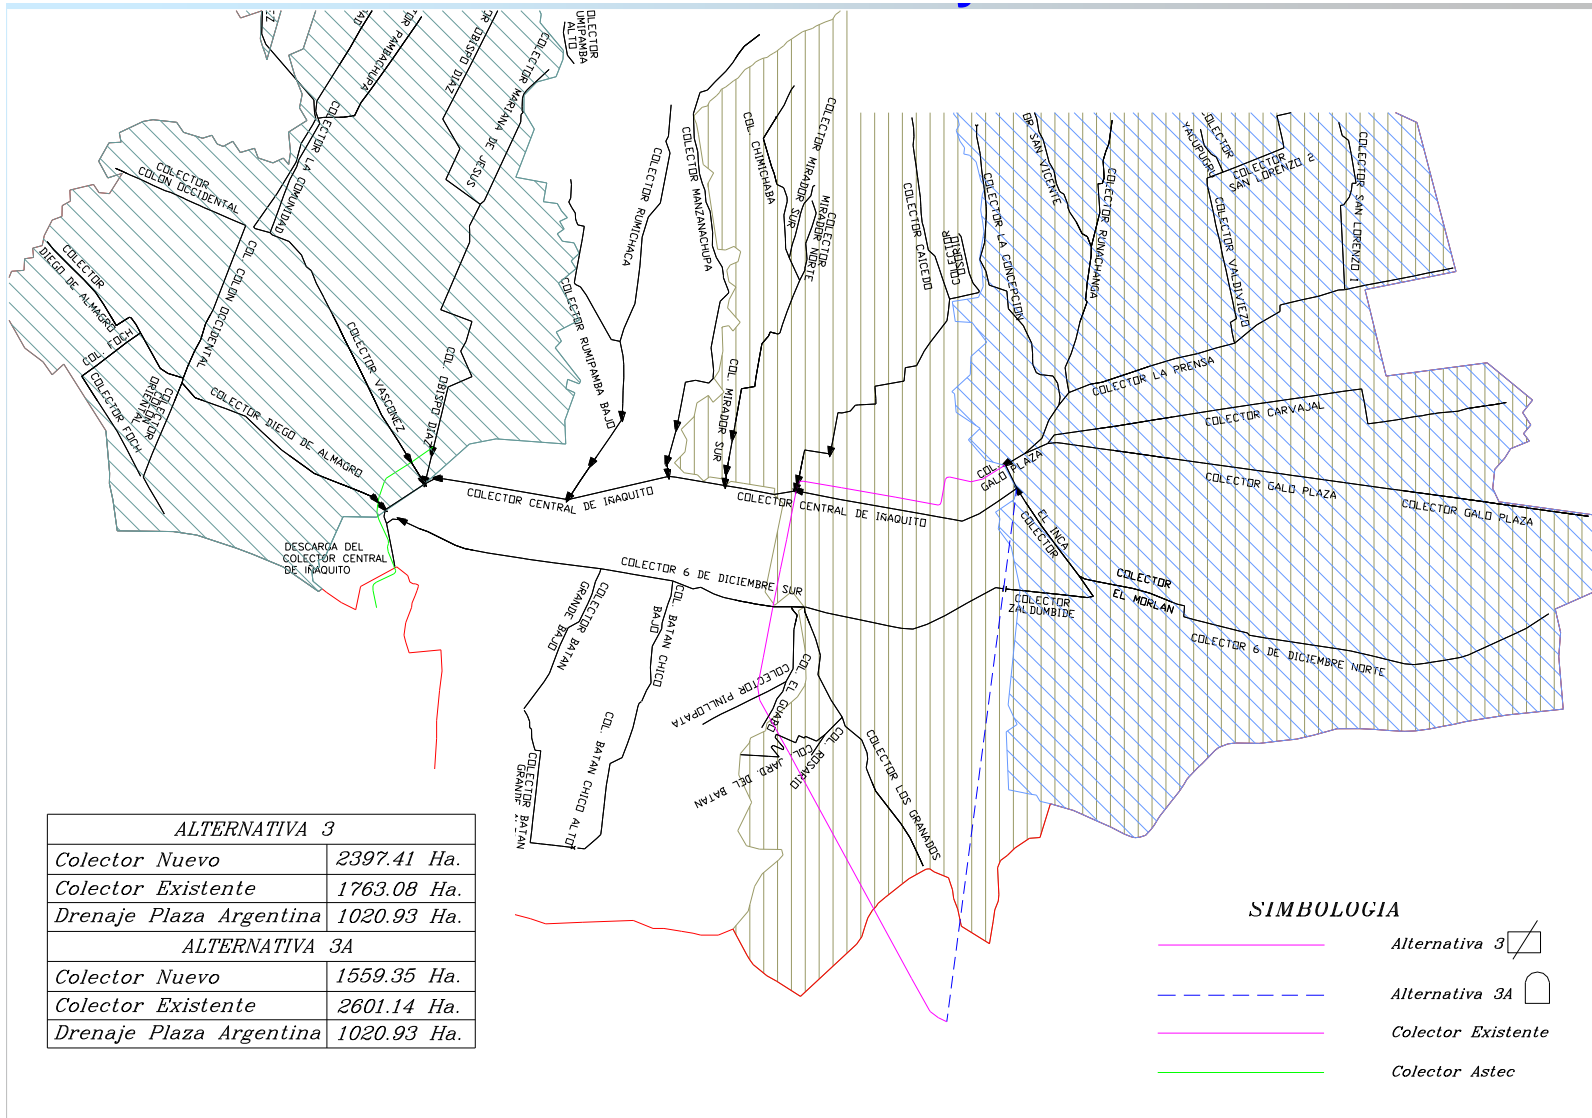 COLECTOR
UMIPAMBA
ALTO
OR PAMBACHUPA
OR OBISPO DIAZ
COLECTOR MARIANA DE JESUS
COLECTOR LA COMUNIDAD
COLECTOR
COLON OCCIDENTAL
COL. COLON OCCIDENTAL
COLECTOR
DIEGO DE ALMAGRO
COL. FOCH
COLECTOR FOCH
COLECTOR
COLON
ORIENTAL
COLECTOR DIEGO DE ALMAGRO
COLECTOR VASCONEZ
COL. OBISPO DIAZ
COLECTOR RUMIPAMBA BAJO
COLECTOR RUMICHACA
COLECTOR MANZANACHUPA
COL. CHIMICHABA
COLECTOR MIRADOR SUR
COLECTOR
MIRADOR NORTE
COL. MIRADOR SUR
COLECTOR CAICEDO
COLECTOR
OSORIO
COLECTOR LA CONCEPCION
OR SAN VICENTE
COLECTOR RUNACHANGA
COLECTOR
YACUPUGRU
COLECTOR
SAN LORENZO 2
COLECTOR VALDIVIEZO
COLECTOR SAN LORENZO 1
COLECTOR LA PRENSA
COLECTOR CARVAJAL
COL.
GALO PLAZA
COLECTOR GALO PLAZA
COLECTOR GALO PLAZA
COLECTOR CENTRAL DE IÑAQUITO
COLECTOR CENTRAL DE IÑAQUITO
EL INCA
COLECTOR
DESCARGA DEL
COLECTOR CENTRAL
DE IÑAQUITO
COLECTOR 6 DE DICIEMBRE SUR
COLECTOR
ZALDUMBIDE
COLECTOR
EL MORLAN
COLECTOR 6 DE DICIEMBRE NORTE
COLECTOR BATAN
GRANDE BAJO
COL. BATAN CHICO
BAJO
COL. BATAN CHICO ALTO
COLECTOR BATAN
GRANDE
COLECTOR PINLLOPATA
COL. EL GUABO
COL. ROSARIO
COL. JARD. DEL BATAN
COLECTOR LOS GRANADOS
ALTERNATIVA 3
Colector Nuevo 2397.41 Ha.
Colector Existente 1763.08 Ha.
Drenaje Plaza Argentina 1020.93 Ha.
ALTERNATIVA 3A
Colector Nuevo 1559.35 Ha.
Colector Existente 2601.14 Ha.
Drenaje Plaza Argentina 1020.93 Ha.
SIMBOLOGIA
Alternativa 3
Alternativa 3A
Colector Existente
Colector Astec